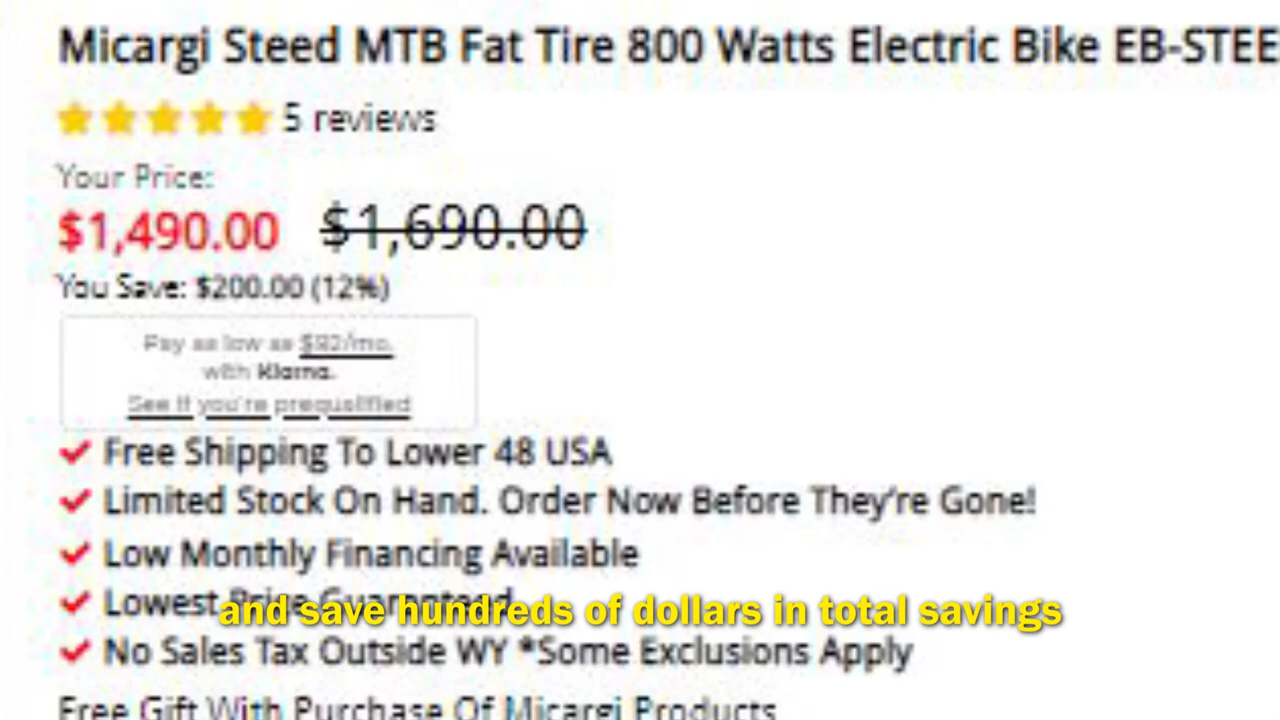 Micargi Steed MTB Fat Tire 800 Watts Electric Bike EB-STEE
5 reviews
Your Price:
$1,490.00 $1,690.00
You Save: $200.00 (12%)
Pay as low as $92/mo.
with Klarna.
See if you're prequalified
Free Shipping To Lower 48 USA
Limited Stock On Hand. Order Now Before They're Gone!
Low Monthly Financing Available
Lowest Price Guaranteed
and save hundreds of dollars in total savings
No Sales Tax Outside WY *Some Exclusions Apply
Free Gift With Purchase Of Micargi Products